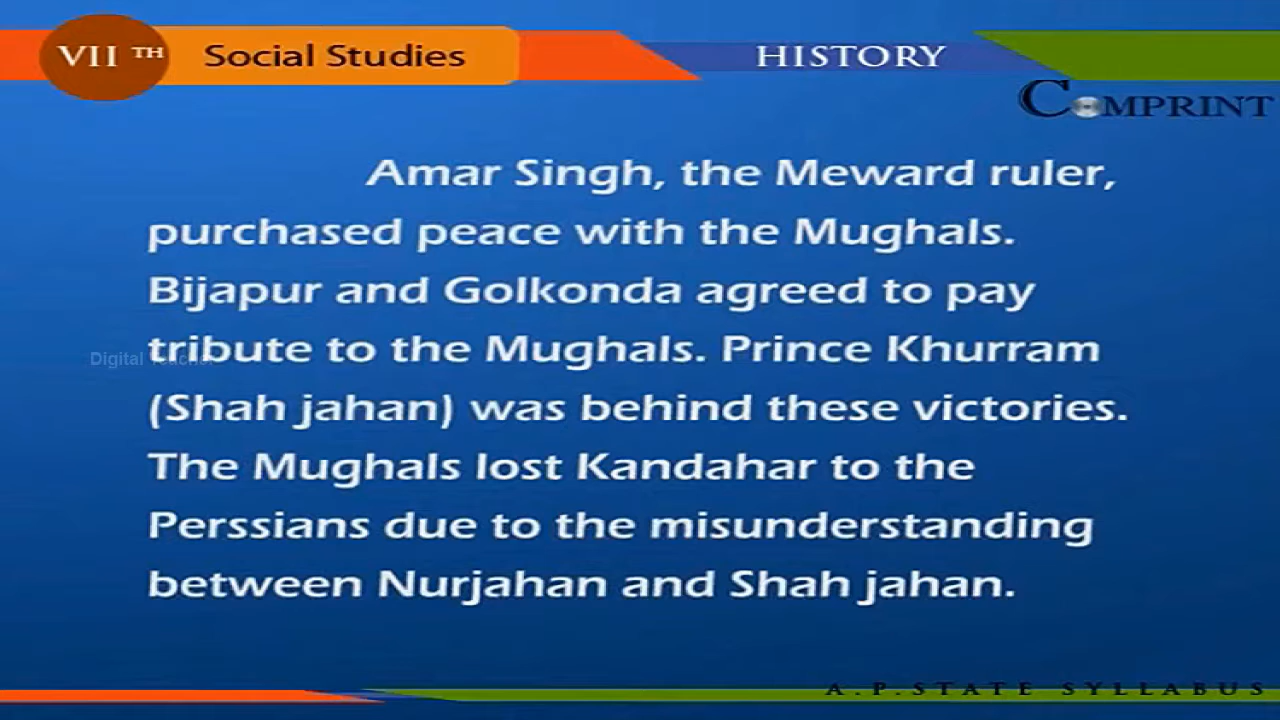 VII TH Social Studies HISTORY
COMPRINT
Amar Singh, the Meward ruler,
purchased peace with the Mughals.
Bijapur and Golkonda agreed to pay
tribute to the Mughals. Prince Khurram
(Shah jahan) was behind these victories.
The Mughals lost Kandahar to the
Perssians due to the misunderstanding
between Nurjahan and Shah jahan.
Digital Teacher
A.P.STATE SYLLABUS